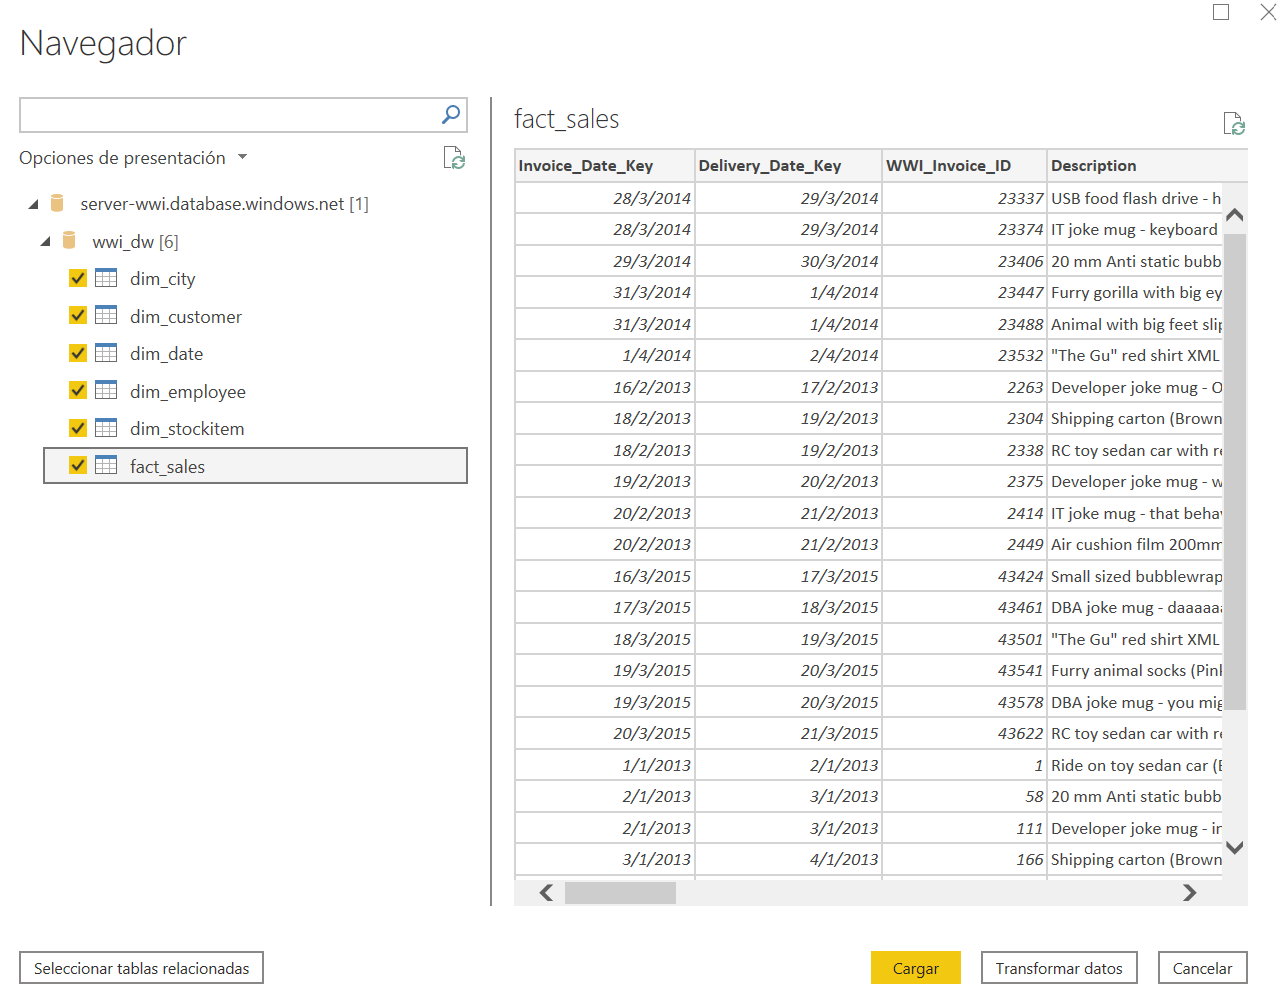 Navegador
Opciones de presentación
server-wwi.database.windows.net [1]
wwi_dw [6]
dim_city
dim_customer
dim_date
dim_employee
dim_stockitem
fact_sales
fact_sales
Invoice_Date_Key Delivery_Date_Key WWI_Invoice_ID Description
28/3/2014 29/3/2014 23337 USB food flash drive - h
28/3/2014 29/3/2014 23374 IT joke mug - keyboard
29/3/2014 30/3/2014 23406 20 mm Anti static bubb
31/3/2014 1/4/2014 23447 Furry gorilla with big ey
31/3/2014 1/4/2014 23488 Animal with big feet slip
1/4/2014 2/4/2014 23532 "The Gu" red shirt XML
16/2/2013 17/2/2013 2263 Developer joke mug - O
18/2/2013 19/2/2013 2304 Shipping carton (Brown
18/2/2013 19/2/2013 2338 RC toy sedan car with re
19/2/2013 20/2/2013 2375 Developer joke mug - w
20/2/2013 21/2/2013 2414 IT joke mug - that behav
20/2/2013 21/2/2013 2449 Air cushion film 200mm
16/3/2015 17/3/2015 43424 Small sized bubblewrap
17/3/2015 18/3/2015 43461 DBA joke mug - daaaaaa
18/3/2015 19/3/2015 43501 "The Gu" red shirt XML
19/3/2015 20/3/2015 43541 Furry animal socks (Pink
19/3/2015 20/3/2015 43578 DBA joke mug - you mig
20/3/2015 21/3/2015 43622 RC toy sedan car with re
1/1/2013 2/1/2013 1 Ride on toy sedan car (B
2/1/2013 3/1/2013 58 20 mm Anti static bubb
2/1/2013 3/1/2013 111 Developer joke mug - in
3/1/2013 4/1/2013 166 Shipping carton (Brown
Seleccionar tablas relacionadas
Cargar
Transformar datos
Cancelar